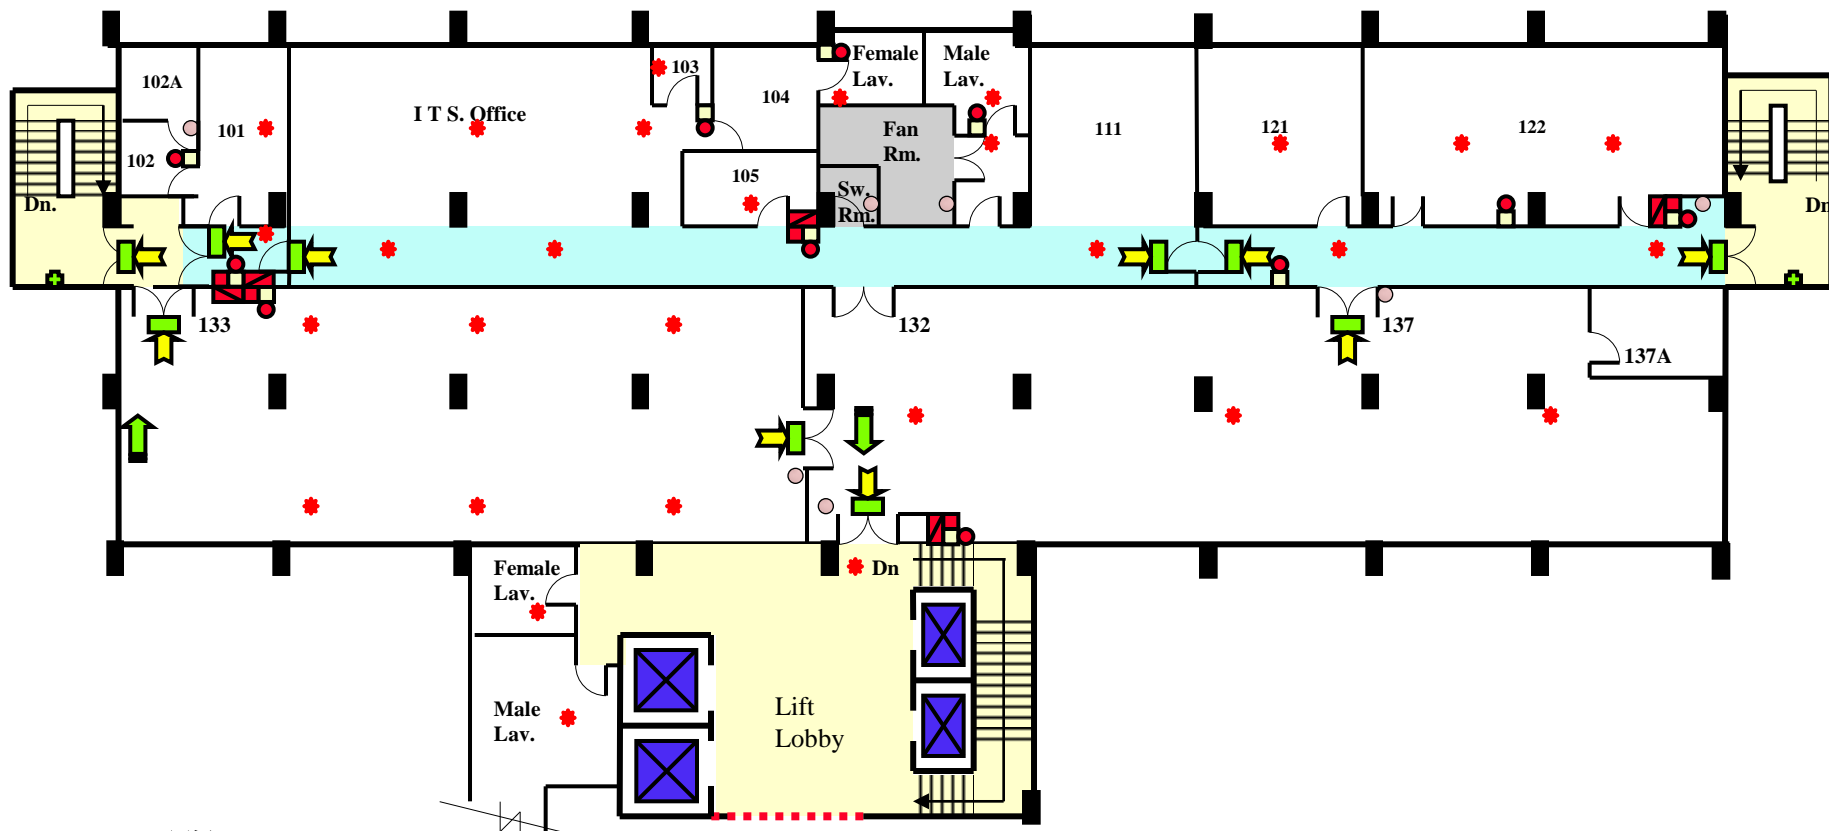 102A
103
Female
Lav.
Male
Lav.
104
101
I T S. Office
Fan
Rm.
111
121
122
102
105
Sw.
Rm.
Dn.
Dn
133
132
137
137A
Female
Lav.
Dn
Male
Lav.
Lift
Lobby